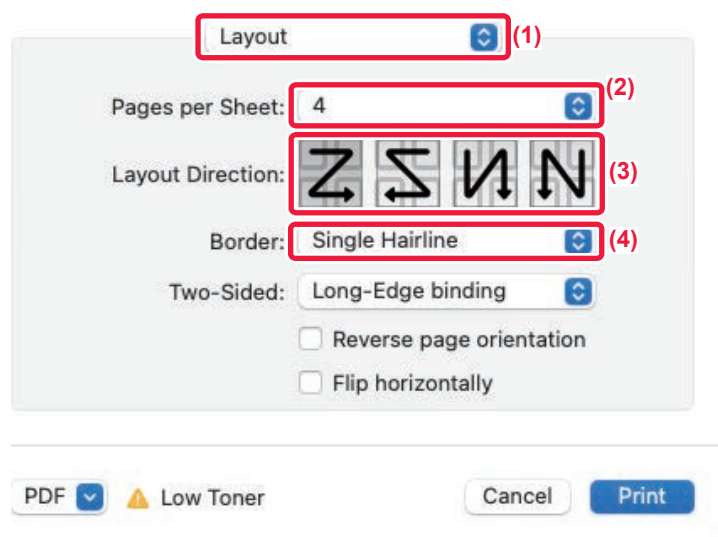 Layout (1)
Pages per Sheet: 4 (2)
Layout Direction: (3)
Border: Single Hairline (4)
Two-Sided: Long-Edge binding
Reverse page orientation
Flip horizontally
PDF Low Toner Cancel Print